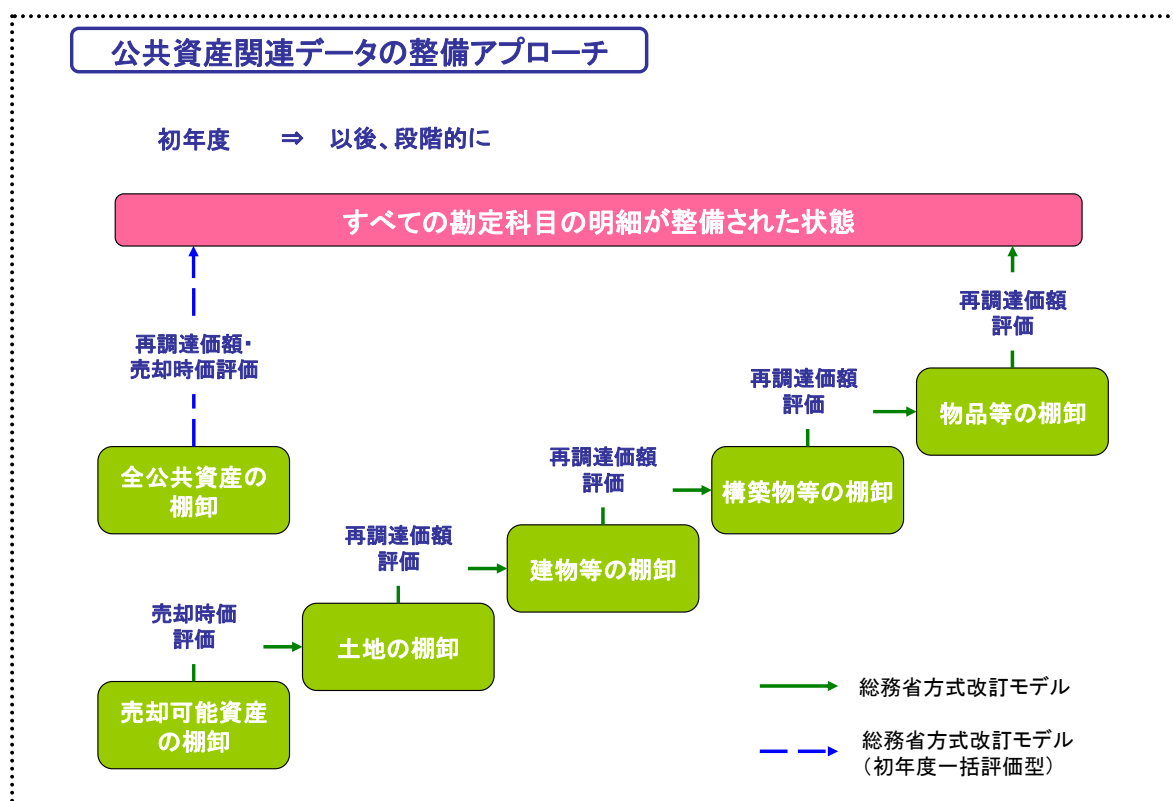 公共資産関連データの整備アプローチ
初年度 ⇒ 以後、段階的に
すべての勘定科目の明細が整備された状態
再調達価額・
売却時価評価
全公共資産の
棚卸
売却時価
評価
売却可能資産
の棚卸
再調達価額
評価
土地の棚卸
再調達価額
評価
建物等の棚卸
再調達価額
評価
構築物等の棚卸
再調達価額
評価
物品等の棚卸
総務省方式改訂モデル
総務省方式改訂モデル
（初年度一括評価型）